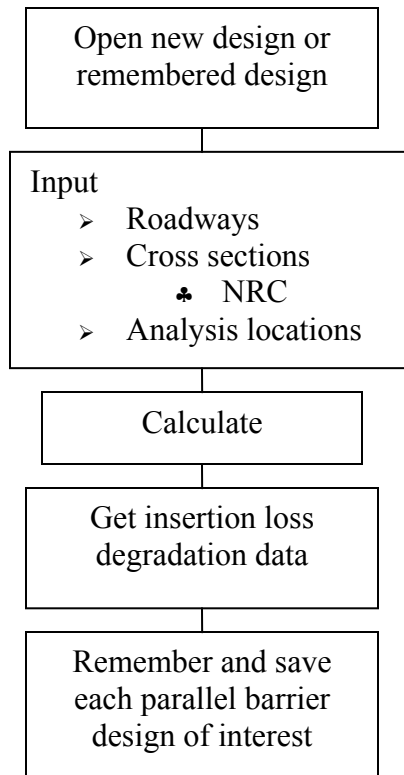 Open new design or
remembered design
Input
➢ Roadways
➢ Cross sections
♣ NRC
➢ Analysis locations
Calculate
Get insertion loss
degradation data
Remember and save
each parallel barrier
design of interest